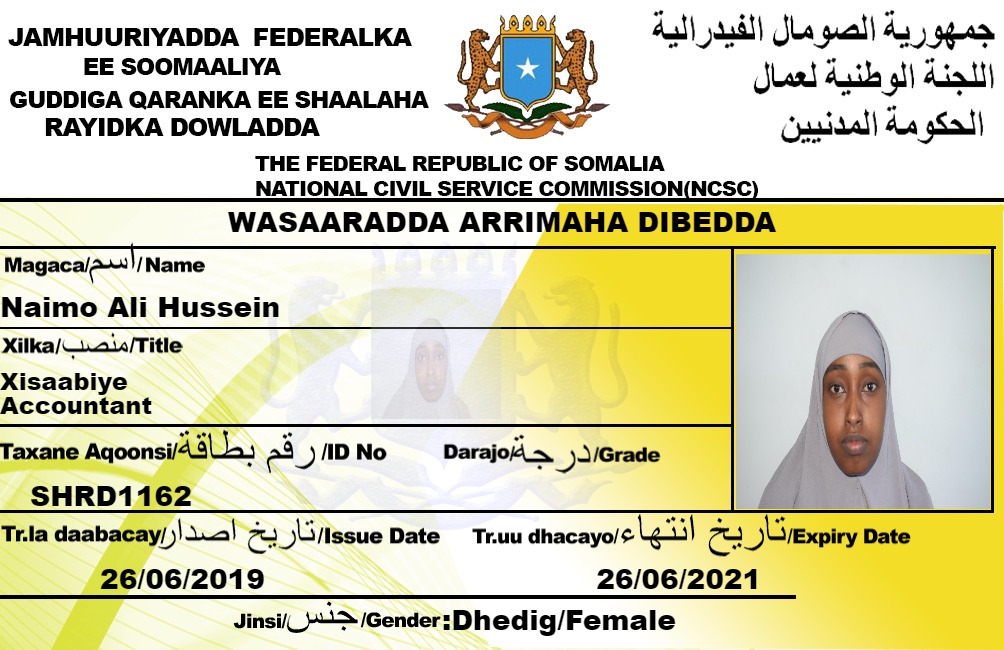 JAMHUURIYADDA FEDERALKA
EE SOOMAALIYA
GUDDIGA QARANKA EE SHAALAHA
RAYIDKA DOWLADDA
جمهورية الصومال الفيدرالية
اللجنة الوطنية لعمال
الحكومة المدنيين
THE FEDERAL REPUBLIC OF SOMALIA
NATIONAL CIVIL SERVICE COMMISSION(NCSC)
WASAARADDA ARRIMAHA DIBEDDA
Magaca/اسم/Name
Naimo Ali Hussein
Xilka/منصب/Title
Xisaabiye
Accountant
Taxane Aqoonsi/رقم بطاقة/ID No
SHRD1162
Darajo/درجة/Grade
Tr.la daabacay/تاريخ اصدار/Issue Date
26/06/2019
Tr.uu dhacayo/تاريخ انتهاء/Expiry Date
26/06/2021
Jinsi/جنس/Gender:Dhedig/Female